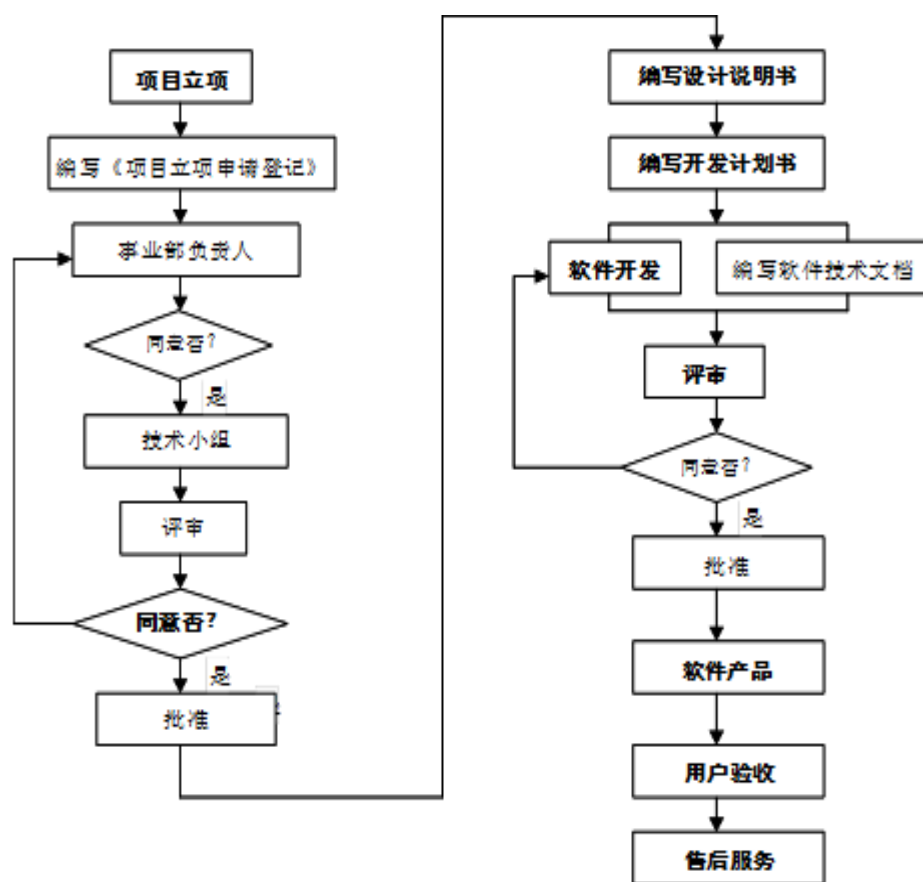 项目立项
编写《项目立项申请登记》
事业部负责人
同意否?
是
技术小组
评审
同意否?
是
批准
编写设计说明书
编写开发计划书
软件开发
编写软件技术文档
评审
同意否?
是
批准
软件产品
用户验收
售后服务